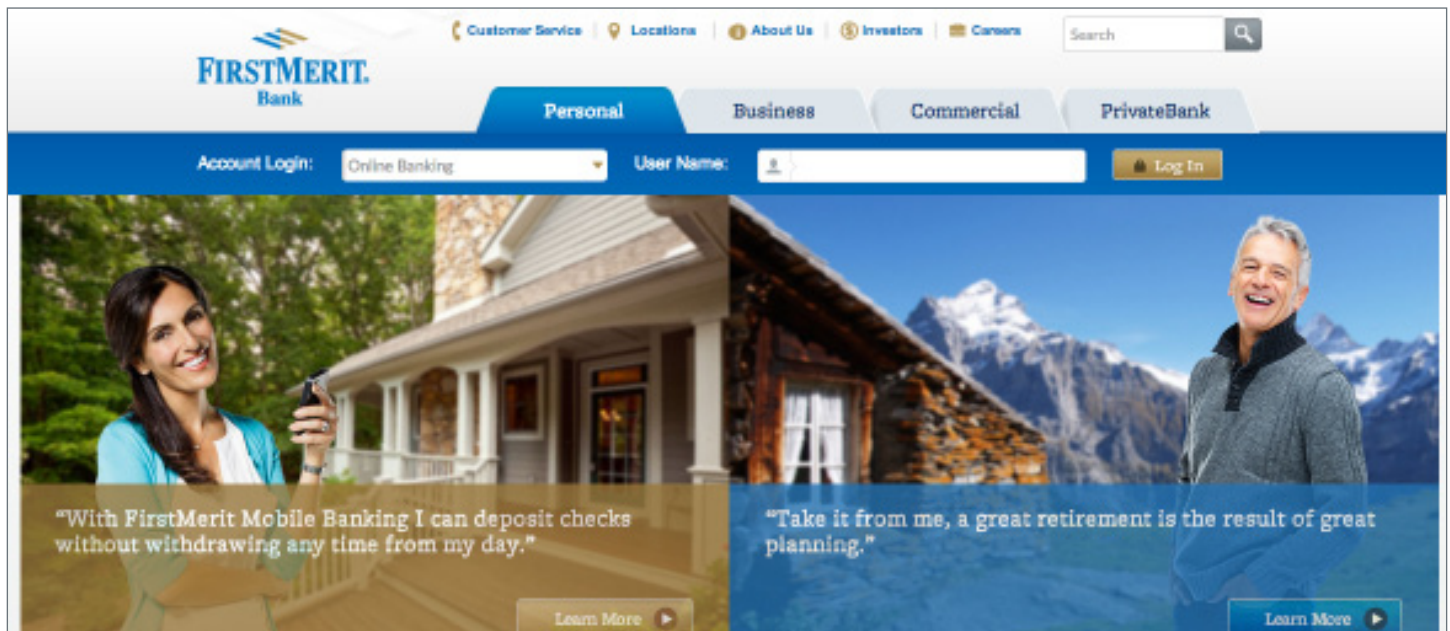 Customer Service
Locations
About Us
Investors
Careers
Search
FIRSTMERIT.
Bank
Personal
Business
Commercial
PrivateBank
Account Login:
Online Banking
User Name:
Log In
“With FirstMerit Mobile Banking I can deposit checks
without withdrawing any time from my day.”
Learn More
“Take it from me, a great retirement is the result of great
planning.”
Learn More